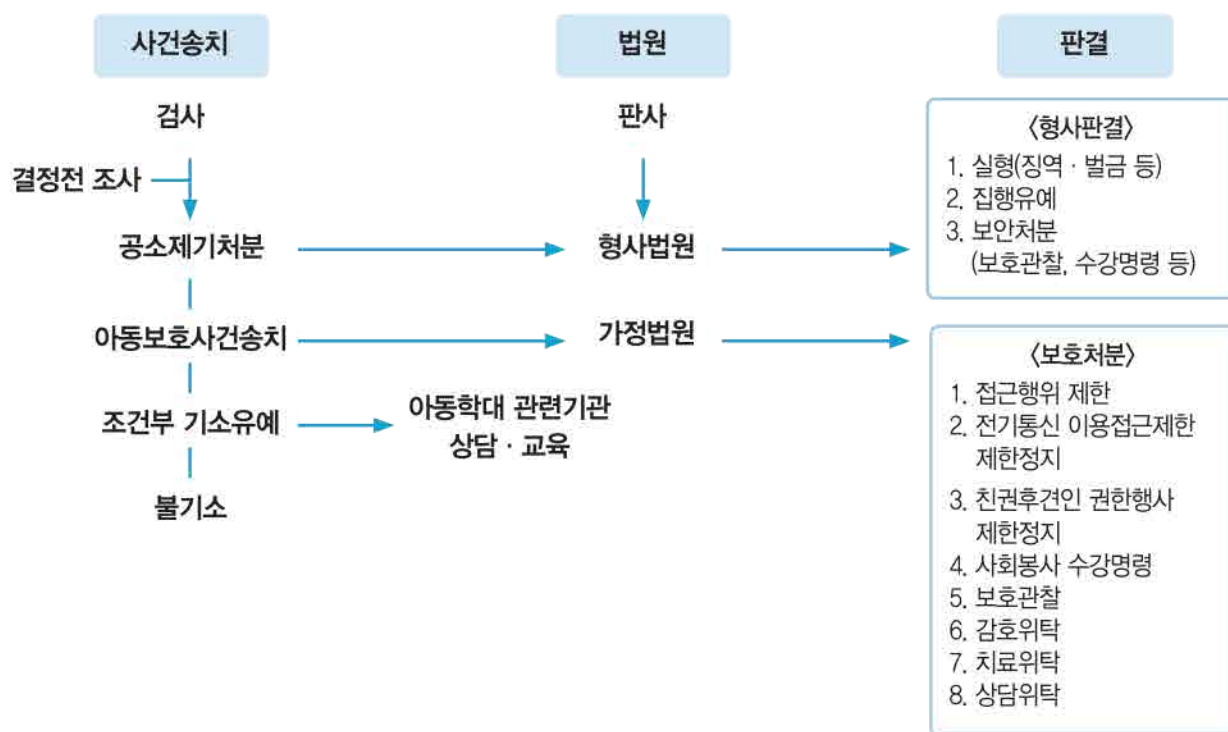 사건송치
법원
판결
검사
판사
결정전 조사
공소제기처분
형사법원
아동보호사건송치
가정법원
조건부 기소유예
아동학대 관련기관
상담 · 교육
불기소
〈형사판결〉
1. 실형(징역 · 벌금 등)
2. 집행유예
3. 보안처분
(보호관찰, 수강명령 등)
〈보호처분〉
1. 접근행위 제한
2. 전기통신 이용접근제한
제한정지
3. 친권후견인 권한행사
제한정지
4. 사회봉사 수강명령
5. 보호관찰
6. 감호위탁
7. 치료위탁
8. 상담위탁